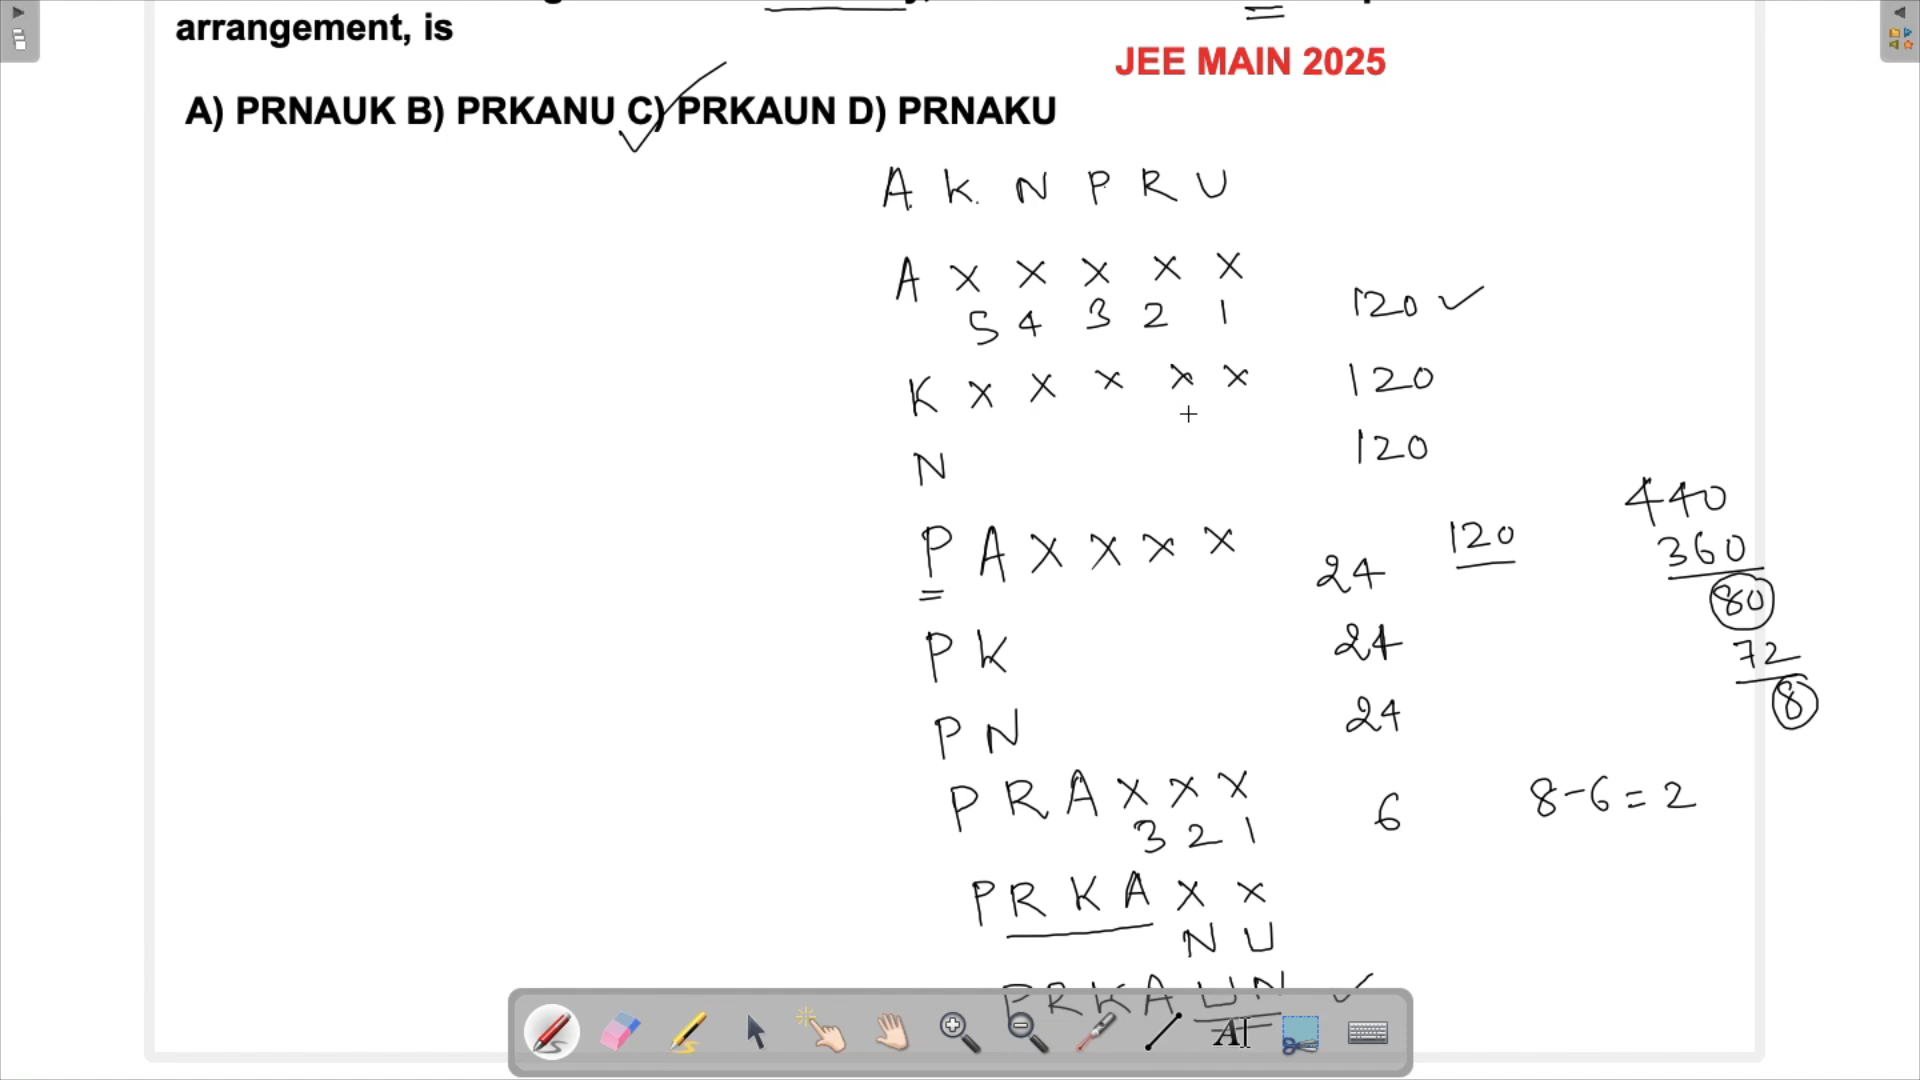 arrangement, is
JEE MAIN 2025
A) PRNAUK B) PRKANU C) PRKAUN D) PRNAKU
A K N P R U
A X X X X X 120 ✓
5 4 3 2 1
K X X X X X 120
N 120
440
360
80
72
8
P A X X X X 24 120
P K 24
P N 24
P R A X X X 6 8-6=2
3 2 1
P R K A X X
N U
P R K A U N ✓